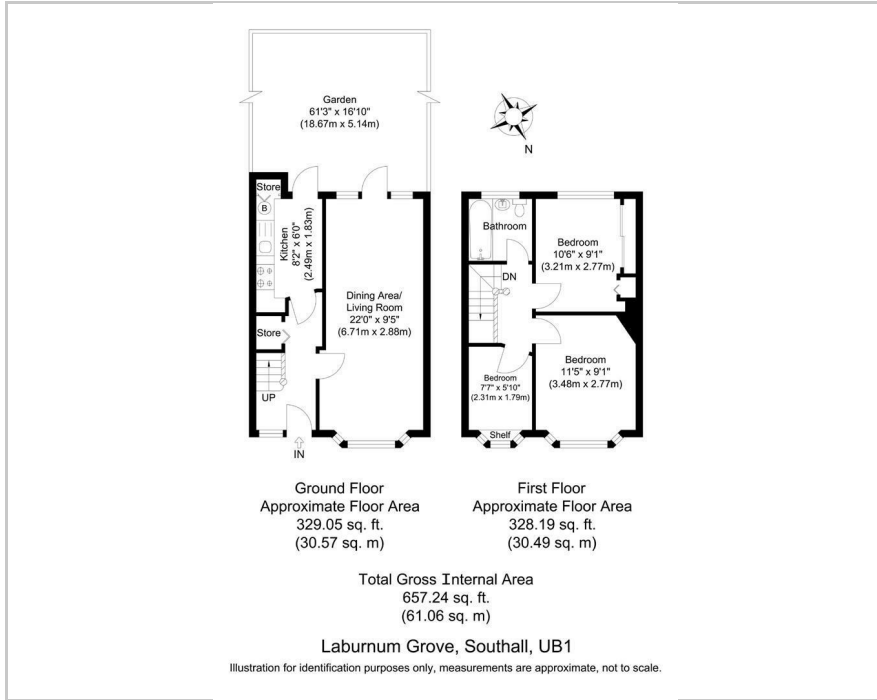 Garden
61'3" x 16'10"
(18.67m x 5.14m)
N
Store
B
Kitchen
8'2" x 6'0"
(2.49m x 1.83m)
Dining Area/
Living Room
22'0" x 9'5"
(6.71m x 2.88m)
Store
UP
IN
Bathroom
Bedroom
10'6" x 9'1"
(3.21m x 2.77m)
DN
Bedroom
11'5" x 9'1"
(3.48m x 2.77m)
Bedroom
7'7" x 5'10"
(2.31m x 1.79m)
Shelf
Ground Floor
Approximate Floor Area
329.05 sq. ft.
(30.57 sq. m)
First Floor
Approximate Floor Area
328.19 sq. ft.
(30.49 sq. m)
Total Gross Internal Area
657.24 sq. ft.
(61.06 sq. m)
Laburnum Grove, Southall, UB1
Illustration for identification purposes only, measurements are approximate, not to scale.